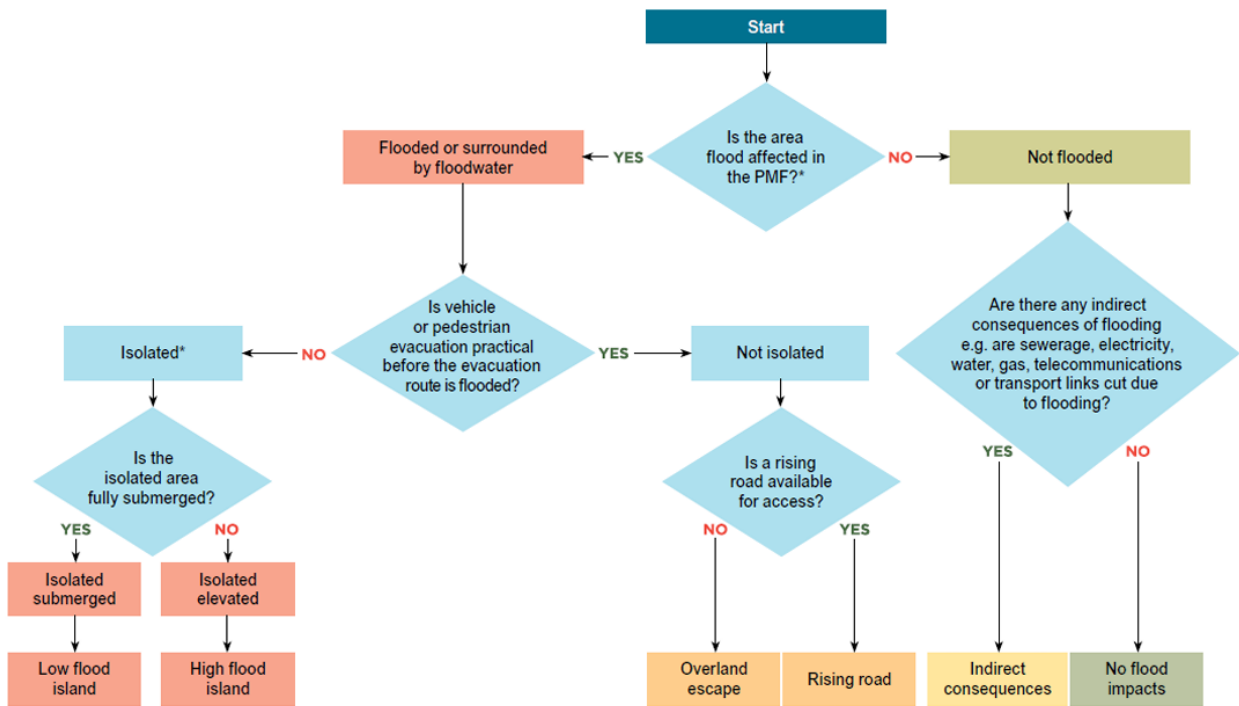 Start
Is the area
flood affected in
the PMF?*
YES
NO
Flooded or surrounded
by floodwater
Not flooded
Is vehicle
or pedestrian
evacuation practical
before the evacuation
route is flooded?
NO
YES
Isolated*
Not isolated
Are there any indirect
consequences of flooding
e.g. are sewerage, electricity,
water, gas, telecommunications
or transport links cut due
to flooding?
Is the
isolated area
fully submerged?
YES
NO
Is a rising
road available
for access?
NO
YES
YES
NO
Isolated
submerged
Isolated
elevated
Low flood
island
High flood
island
Overland
escape
Rising road
Indirect
consequences
No flood
impacts